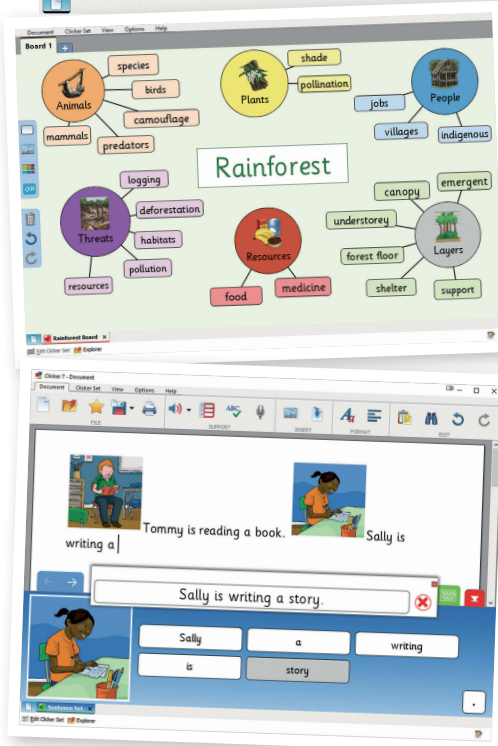 Document Clicker Set View Options Help
Board 1
species
birds
camouflage
predators
mammals
Animals
shade
pollination
Plants
jobs
villages
indigenous
People
Rainforest
logging
deforestation
habitats
pollution
resources
Threats
Resources
food
medicine
canopy
emergent
understorey
forest floor
shelter
support
Layers
Rainforest Board
Edit Clicker Set Explorer
Clicker 7 - Document
Document Clicker Set View Options Help
ABC
Aa
FILE SUPPORT INSERT FORMAT EDIT
Tommy is reading a book. Sally is
writing a
Sally is writing a story.
Sally a writing
is story
.
Sentence Set
Edit Clicker Set Explorer